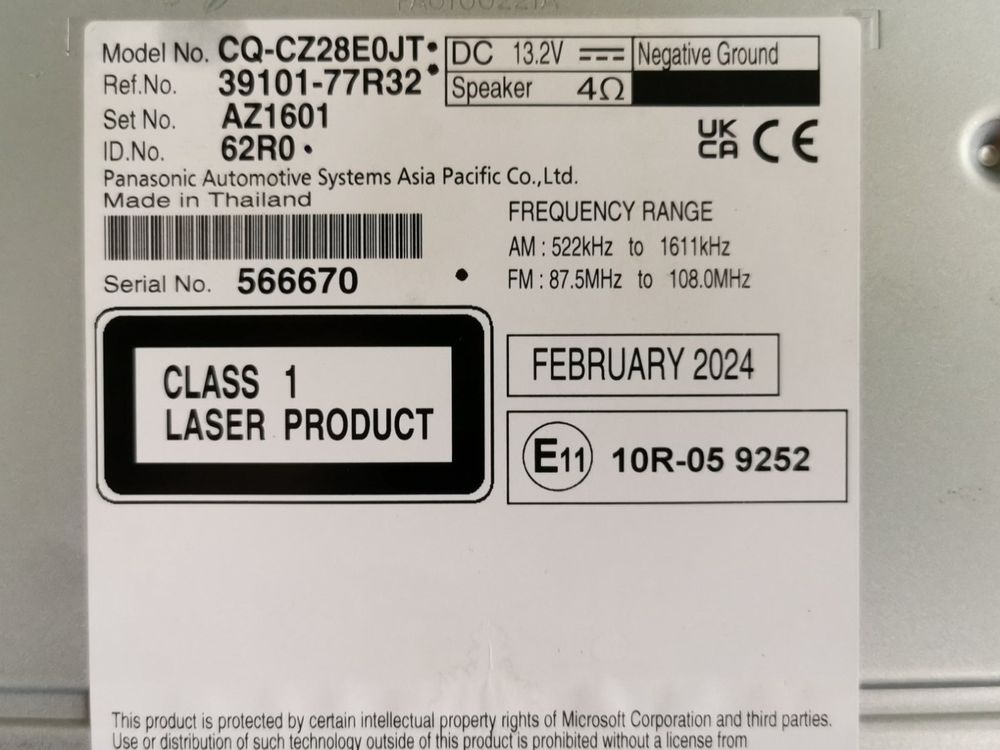 Model No. CQ-CZ28E0JT
DC 13.2V Negative Ground
Ref.No. 39101-77R32
Speaker 4Ω
Set No. AZ1601
ID.No. 62R0
UK CA CE
Panasonic Automotive Systems Asia Pacific Co.,Ltd.
Made in Thailand
FREQUENCY RANGE
AM : 522kHz to 1611kHz
FM : 87.5MHz to 108.0MHz
Serial No. 566670
CLASS 1
LASER PRODUCT
FEBRUARY 2024
E11 10R-05 9252
This product is protected by certain intellectual property rights of Microsoft Corporation and third parties.
Use or distribution of such technology outside of this product is prohibited without a license from